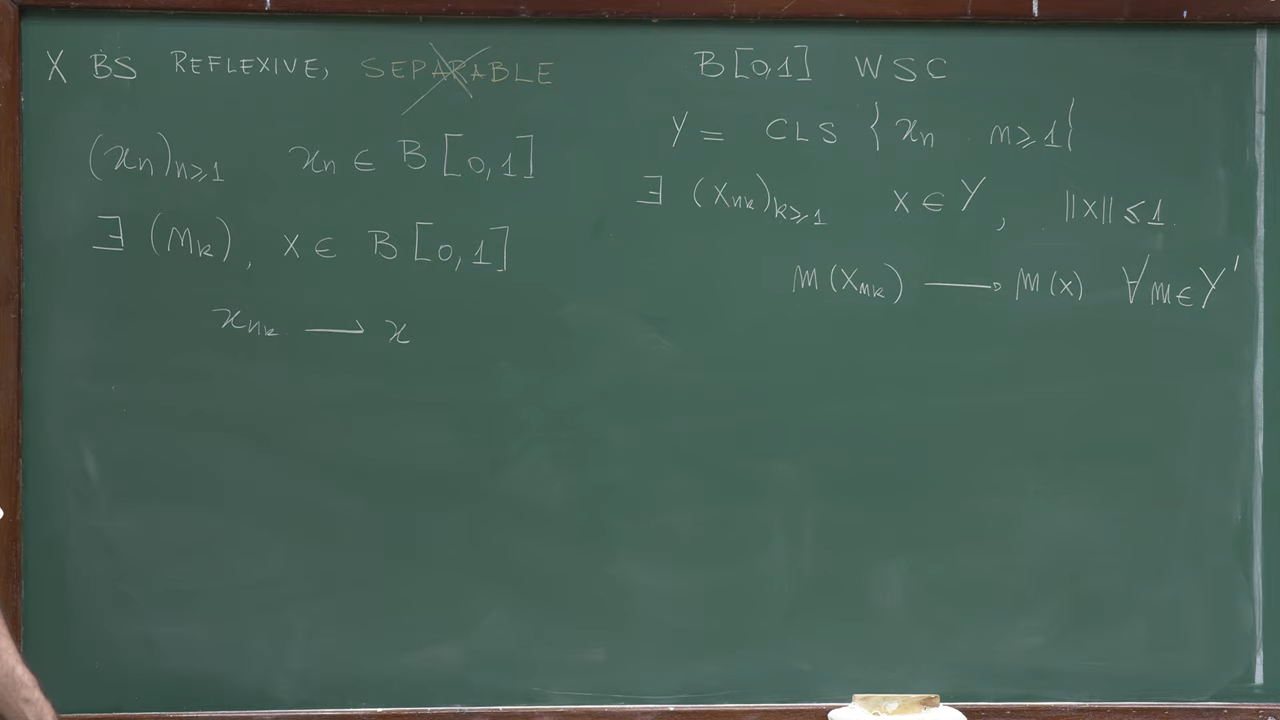 X BS REFLEXIVE, SEPARABLE
(xn)n⩾1 xn ∈ B[0,1]
∃ (nk), x ∈ B[0,1]
xnk ⟶ x
B[0,1] WSC
Y = CLS { xn n⩾1 }
∃ (xnk)k⩾1 x ∈ Y, ||x|| ⩽ 1.
m(xnk) ⟶ m(x) ∀ m ∈ Y'